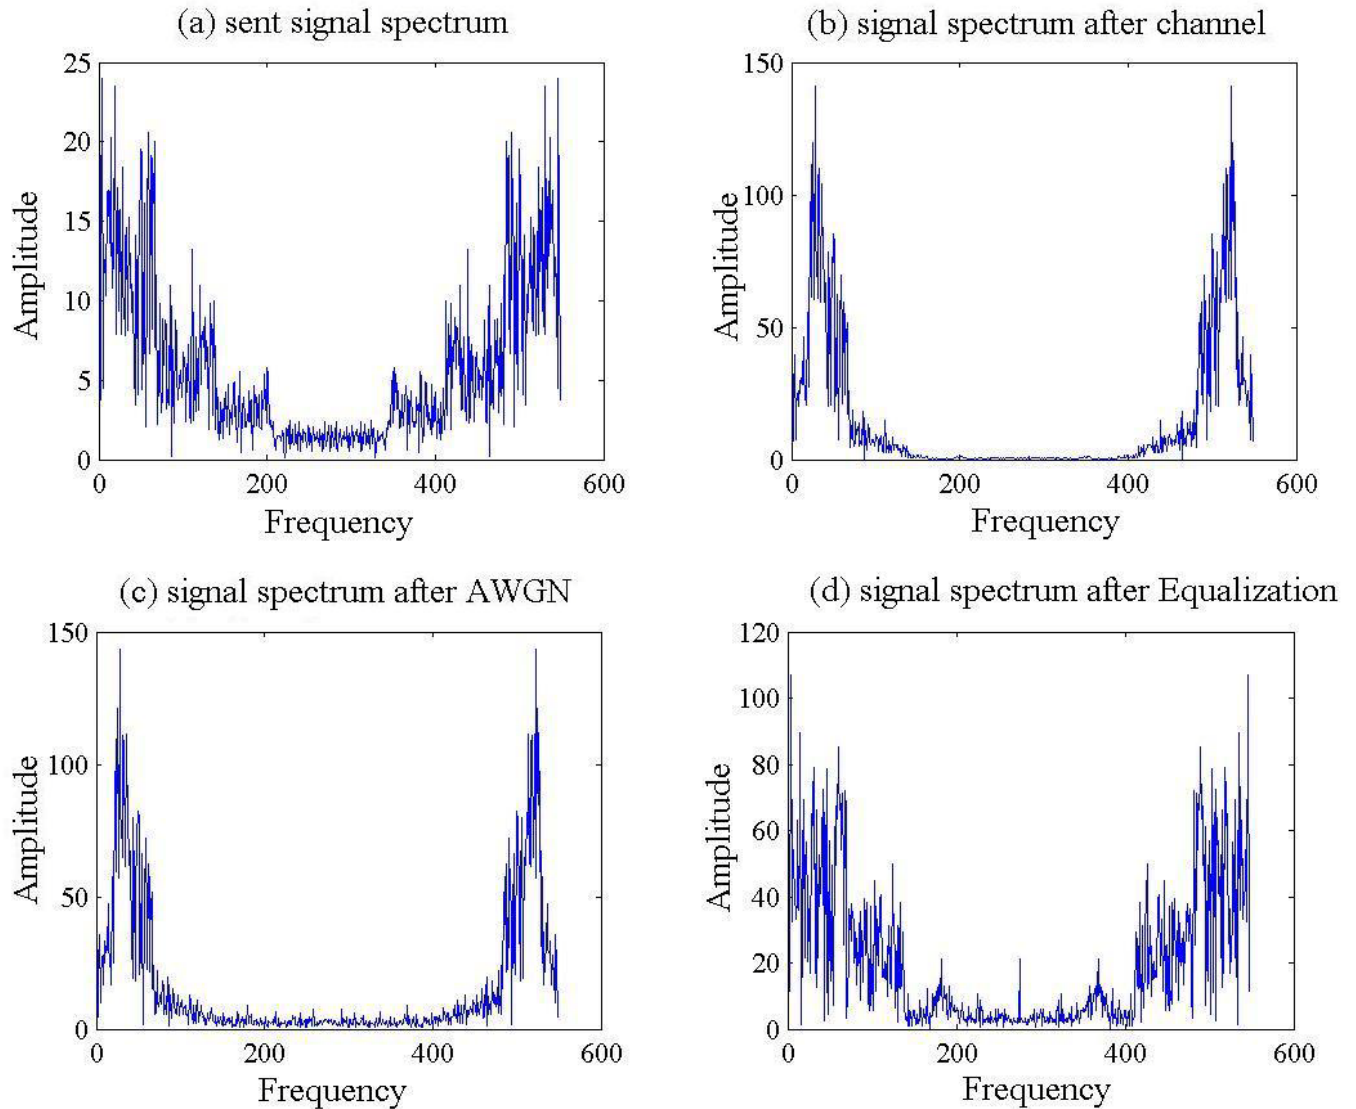 (a) sent signal spectrum
25
20
15
10
5
0
0 200 400 600
Amplitude
Frequency
(b) signal spectrum after channel
150
100
50
0
0 200 400 600
Amplitude
Frequency
(c) signal spectrum after AWGN
150
100
50
0
0 200 400 600
Amplitude
Frequency
(d) signal spectrum after Equalization
120
100
80
60
40
20
0
0 200 400 600
Amplitude
Frequency